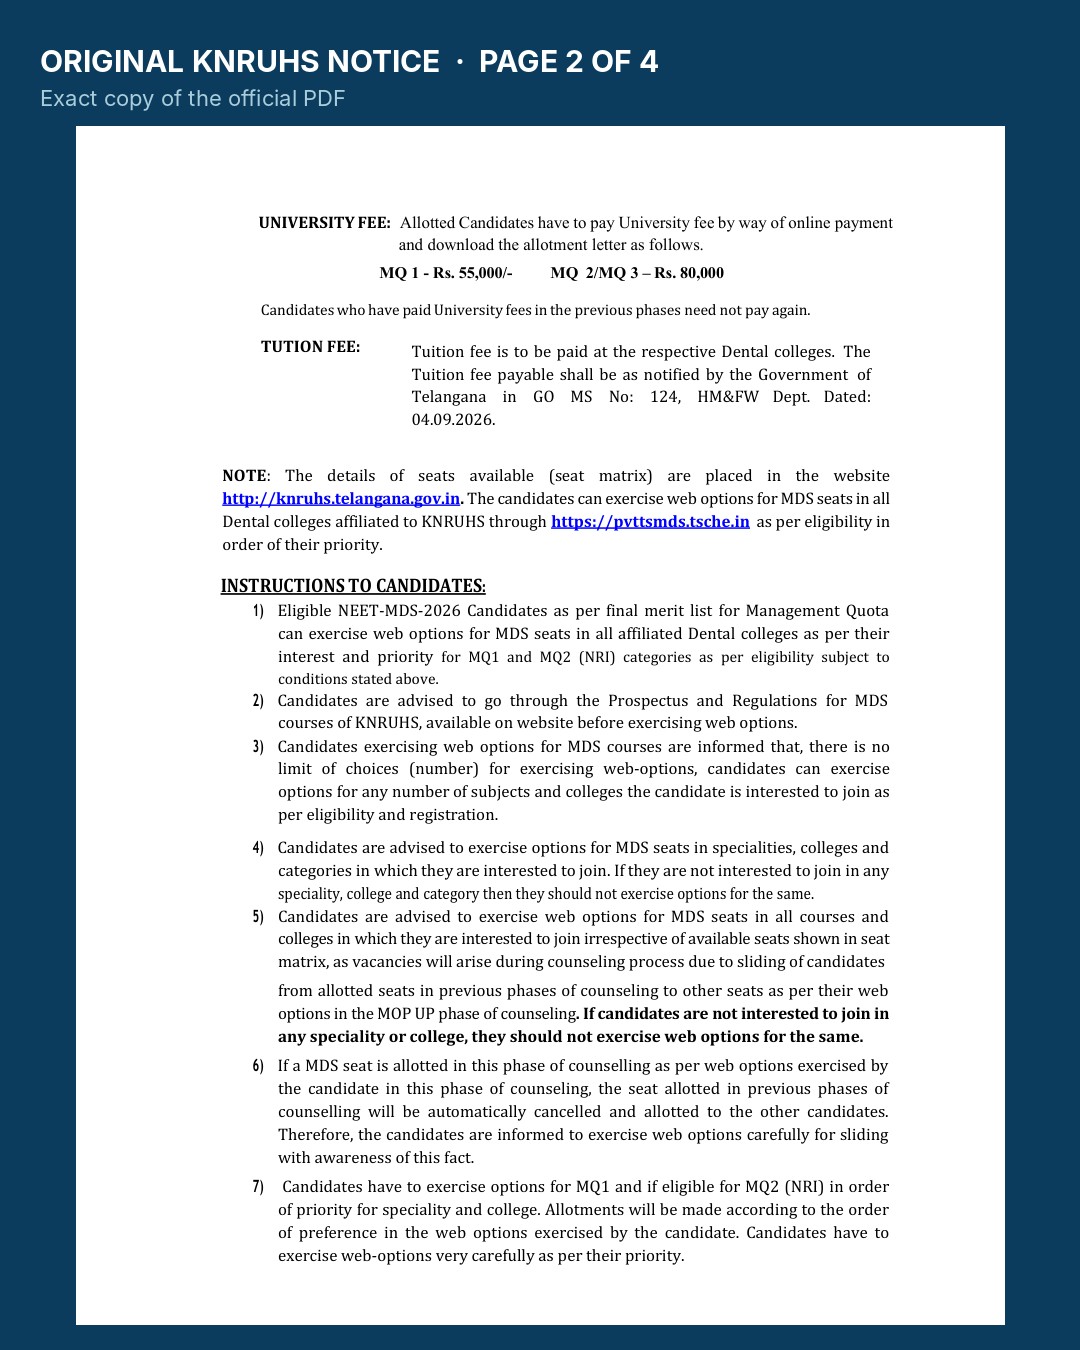 ORIGINAL KNRUHS NOTICE · PAGE 2 OF 4
Exact copy of the official PDF
UNIVERSITY FEE: Allotted Candidates have to pay University fee by way of online payment
and download the allotment letter as follows.
MQ 1 - Rs. 55,000/- MQ 2/MQ 3 – Rs. 80,000
Candidates who have paid University fees in the previous phases need not pay again.
TUTION FEE:
Tuition fee is to be paid at the respective Dental colleges. The
Tuition fee payable shall be as notified by the Government of
Telangana in GO MS No: 124, HM&FW Dept. Dated:
04.09.2026.
NOTE: The details of seats available (seat matrix) are placed in the website
http://knruhs.telangana.gov.in. The candidates can exercise web options for MDS seats in all
Dental colleges affiliated to KNRUHS through https://pvttsmds.tsche.in as per eligibility in
order of their priority.
INSTRUCTIONS TO CANDIDATES:
1) Eligible NEET-MDS-2026 Candidates as per final merit list for Management Quota
can exercise web options for MDS seats in all affiliated Dental colleges as per their
interest and priority for MQ1 and MQ2 (NRI) categories as per eligibility subject to
conditions stated above.
2) Candidates are advised to go through the Prospectus and Regulations for MDS
courses of KNRUHS, available on website before exercising web options.
3) Candidates exercising web options for MDS courses are informed that, there is no
limit of choices (number) for exercising web-options, candidates can exercise
options for any number of subjects and colleges the candidate is interested to join as
per eligibility and registration.
4) Candidates are advised to exercise options for MDS seats in specialities, colleges and
categories in which they are interested to join. If they are not interested to join in any
speciality, college and category then they should not exercise options for the same.
5) Candidates are advised to exercise web options for MDS seats in all courses and
colleges in which they are interested to join irrespective of available seats shown in seat
matrix, as vacancies will arise during counseling process due to sliding of candidates
from allotted seats in previous phases of counseling to other seats as per their web
options in the MOP UP phase of counseling. If candidates are not interested to join in
any speciality or college, they should not exercise web options for the same.
6) If a MDS seat is allotted in this phase of counselling as per web options exercised by
the candidate in this phase of counseling, the seat allotted in previous phases of
counselling will be automatically cancelled and allotted to the other candidates.
Therefore, the candidates are informed to exercise web options carefully for sliding
with awareness of this fact.
7) Candidates have to exercise options for MQ1 and if eligible for MQ2 (NRI) in order
of priority for speciality and college. Allotments will be made according to the order
of preference in the web options exercised by the candidate. Candidates have to
exercise web-options very carefully as per their priority.